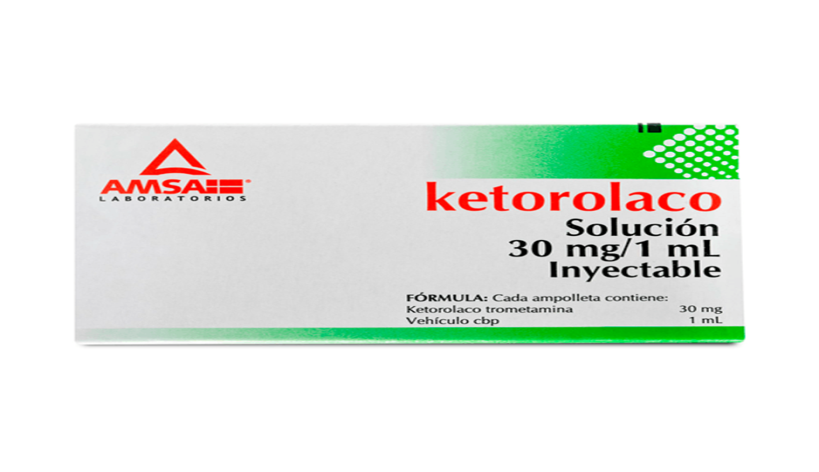 AMSA®
LABORATORIOS
ketorolaco
Solución
30 mg/1 mL
Inyectable
FÓRMULA: Cada ampolleta contiene:
Ketorolaco trometamina 30 mg
Vehículo cbp 1 mL